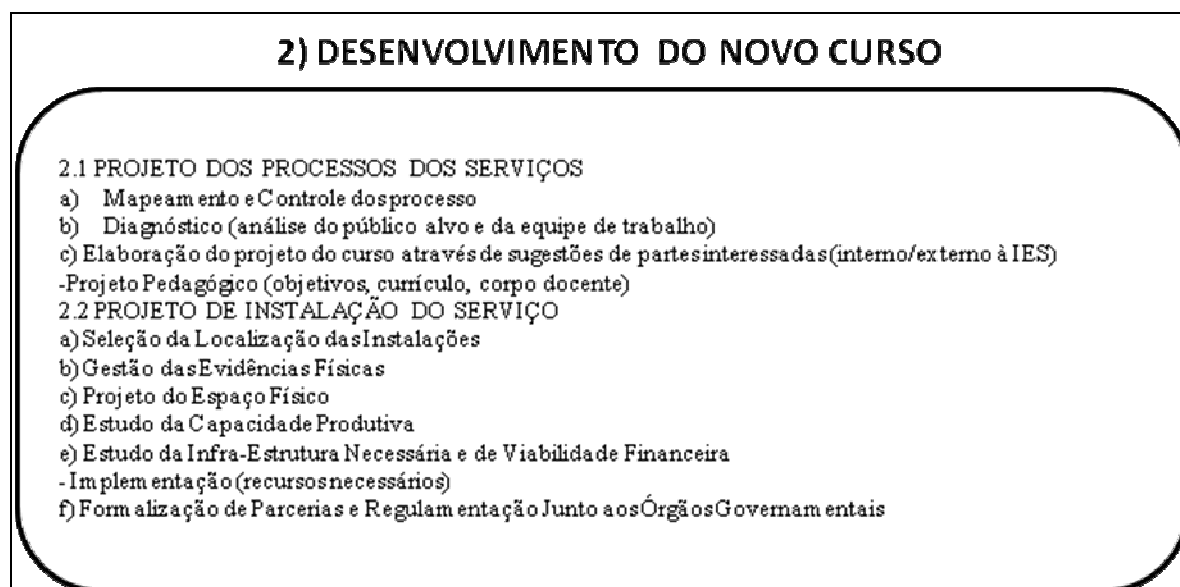 2) DESENVOLVIMENTO DO NOVO CURSO
2.1 PROJETO DOS PROCESSOS DOS SERVIÇOS
a) Mapeamento e Controle dos processo
b) Diagnóstico (análise do público alvo e da equipe de trabalho)
c) Elaboração do projeto do curso através de sugestões de partes interessadas (interno/externo à IES)
-Projeto Pedagógico (objetivos, currículo, corpo docente)
2.2 PROJETO DE INSTALAÇÃO DO SERVIÇO
a) Seleção da Localização das Instalações
b) Gestão das Evidências Físicas
c) Projeto do Espaço Físico
d) Estudo da Capacidade Produtiva
e) Estudo da Infra-Estrutura Necessária e de Viabilidade Financeira
- Implementação (recursos necessários)
f) Formalização de Parcerias e Regulamentação Junto aos Órgãos Governamentais